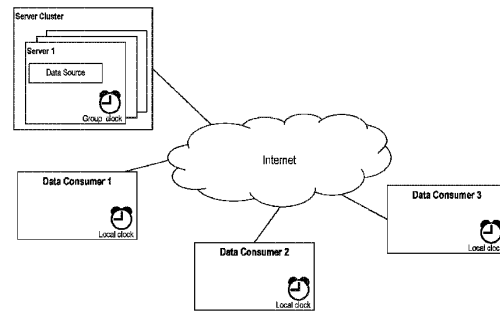 Server Cluster
Server 1
Data Source
Group clock
Internet
Data Consumer 1
Local clock
Data Consumer 2
Local clock
Data Consumer 3
Local clock